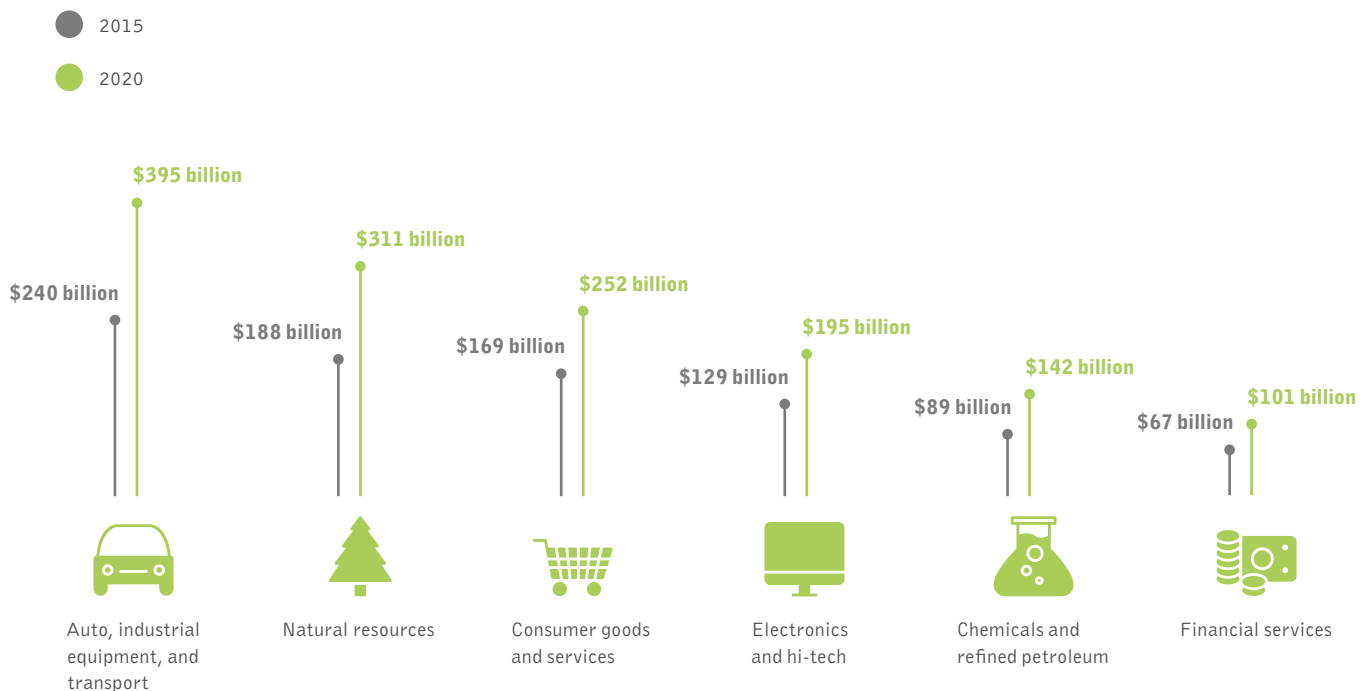 2015
2020
$395 billion
$240 billion
$311 billion
$188 billion
$252 billion
$169 billion
$195 billion
$129 billion
$142 billion
$89 billion
$101 billion
$67 billion
Auto, industrial
equipment, and
transport
Natural resources
Consumer goods
and services
Electronics
and hi-tech
Chemicals and
refined petroleum
Financial services